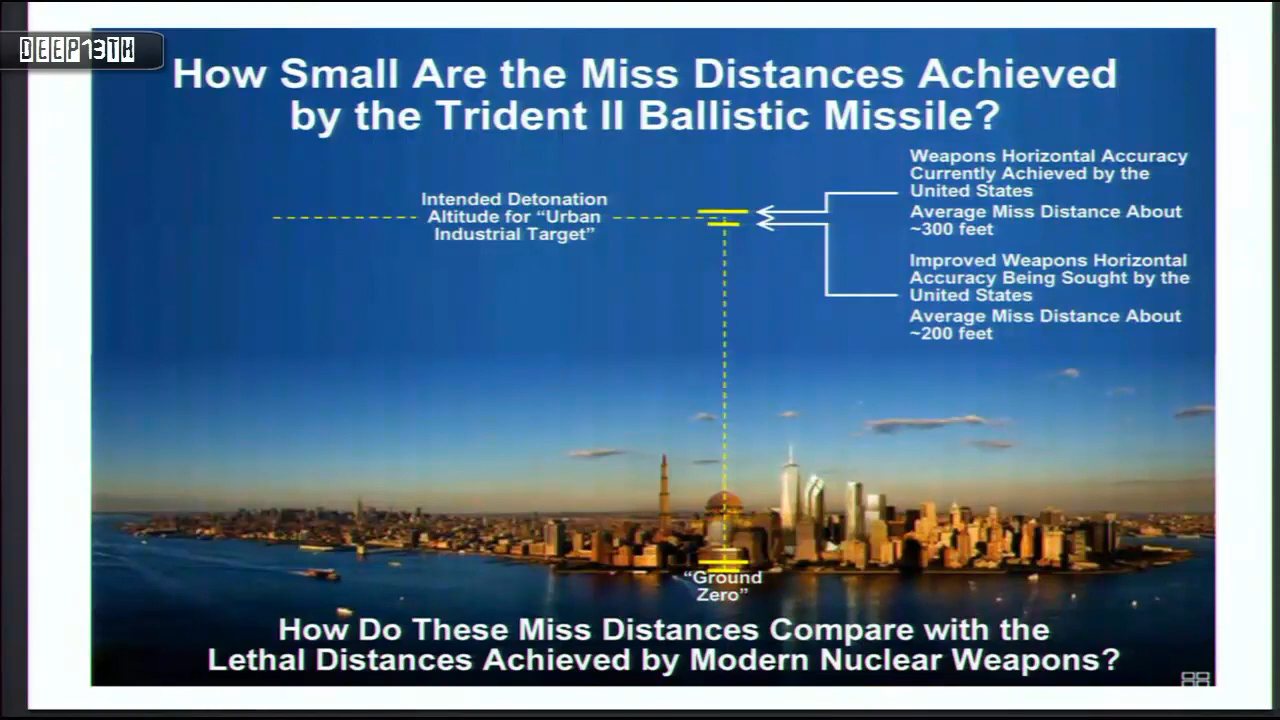 DEEP13TH
How Small Are the Miss Distances Achieved
by the Trident II Ballistic Missile?
Weapons Horizontal Accuracy
Currently Achieved by the
United States
Average Miss Distance About
~300 feet
Intended Detonation
Altitude for “Urban
Industrial Target”
Improved Weapons Horizontal
Accuracy Being Sought by the
United States
Average Miss Distance About
~200 feet
“Ground
Zero”
How Do These Miss Distances Compare with the
Lethal Distances Achieved by Modern Nuclear Weapons?